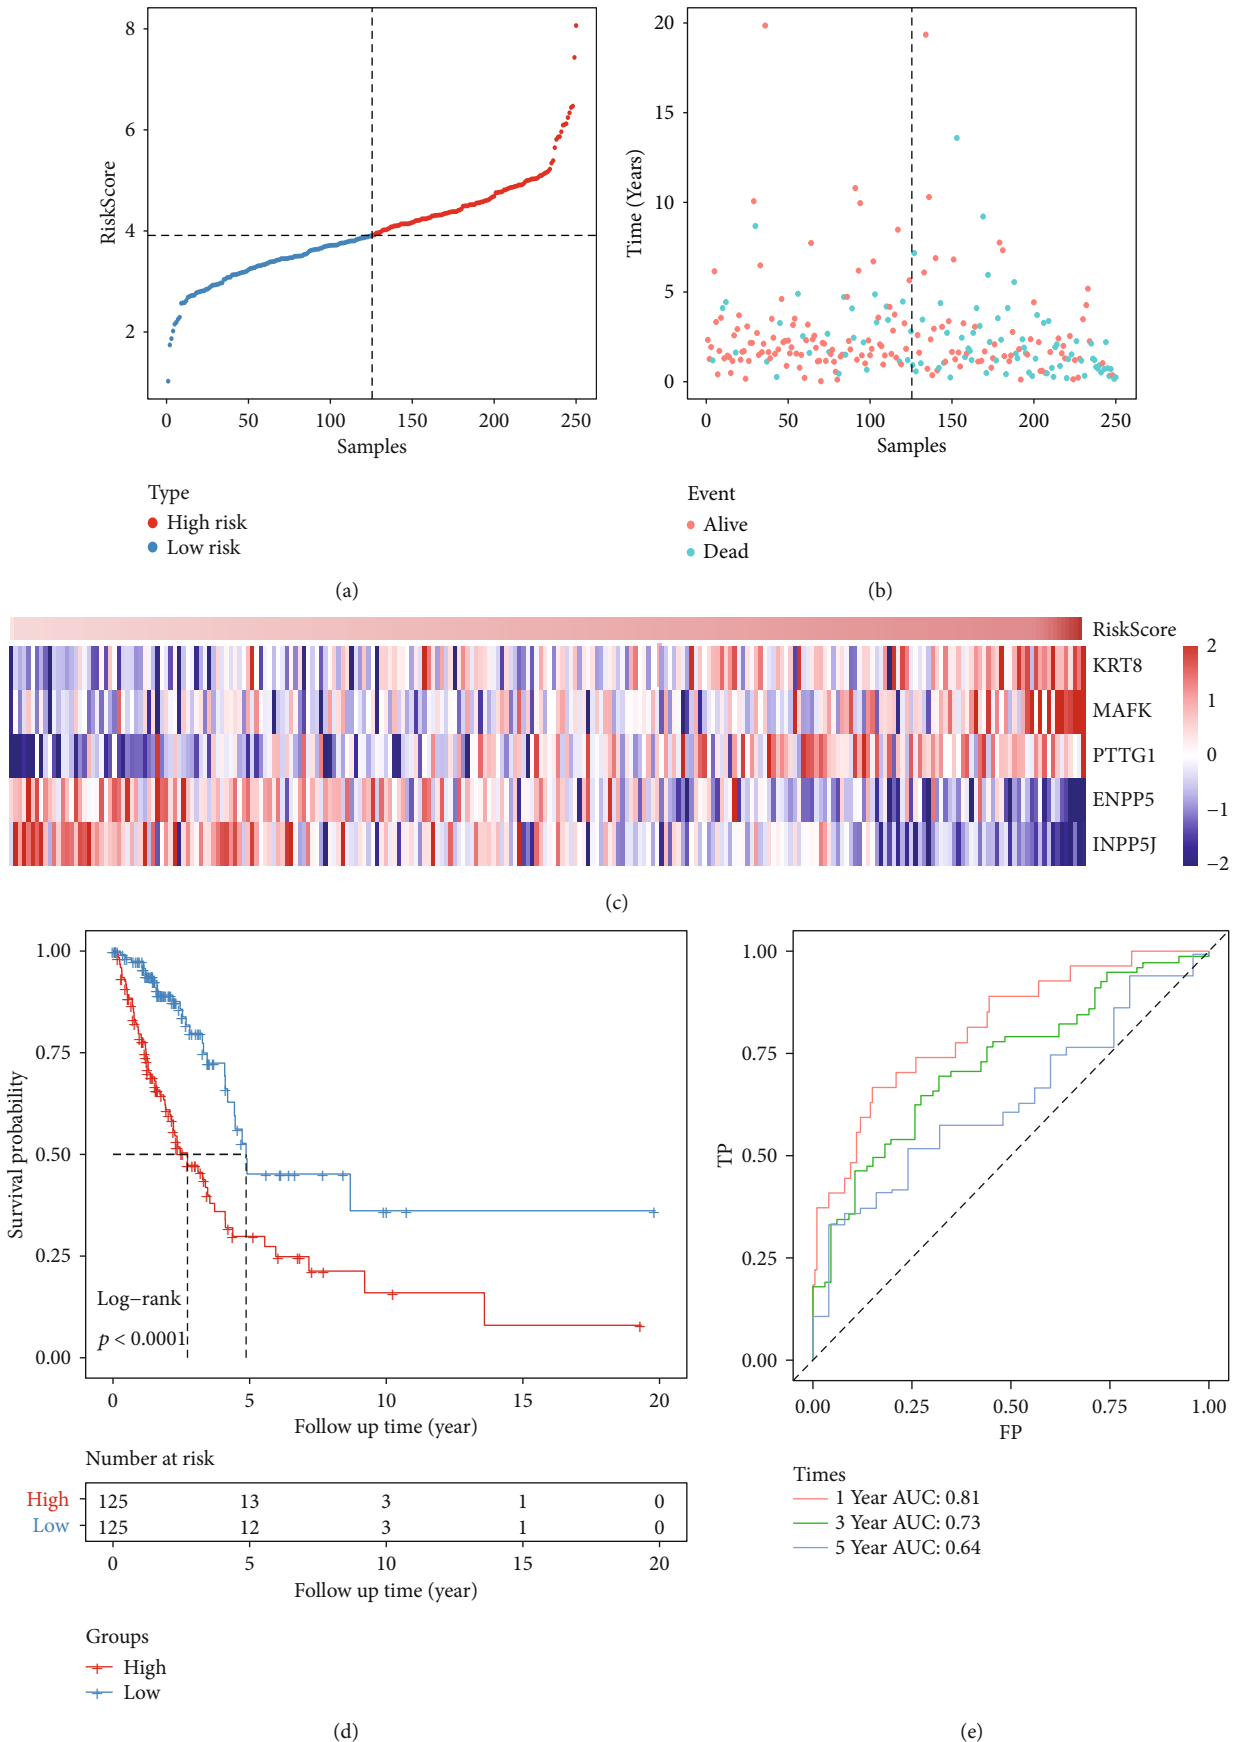 8
6
4
2
RiskScore
0
50
100
150
200
250
Samples
Type
High risk
Low risk
(a)
20
15
10
5
0
Time (Years)
0
50
100
150
200
250
Samples
Event
Alive
Dead
(b)
RiskScore
KRT8
MAFK
PTTG1
ENPP5
INPP5J
2
1
0
−1
−2
(c)
1.00
0.75
0.50
0.25
0.00
Survival probability
Log−rank
p < 0.0001
0
5
10
15
20
Follow up time (year)
Number at risk
High 125 13 3 1 0
Low 125 12 3 1 0
0
5
10
15
20
Follow up time (year)
Groups
High
Low
(d)
1.00
0.75
0.50
0.25
0.00
TP
0.00
0.25
0.50
0.75
1.00
FP
Times
1 Year AUC: 0.81
3 Year AUC: 0.73
5 Year AUC: 0.64
(e)